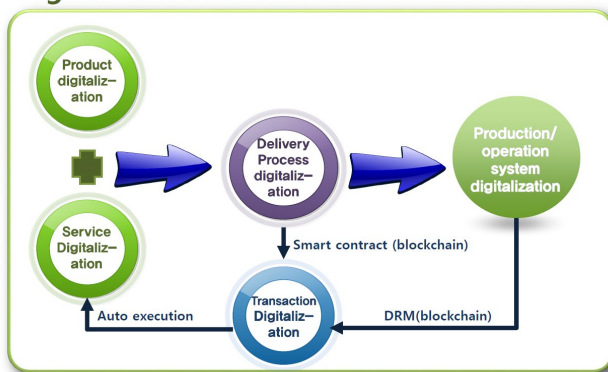 Product
digitaliz-
ation
Delivery
Process
digitaliz-
ation
Production/
operation
system
digitalization
Service
Digitaliz-
ation
Smart contract (blockchain)
Transaction
Digitaliz-
ation
Auto execution
DRM(blockchain)